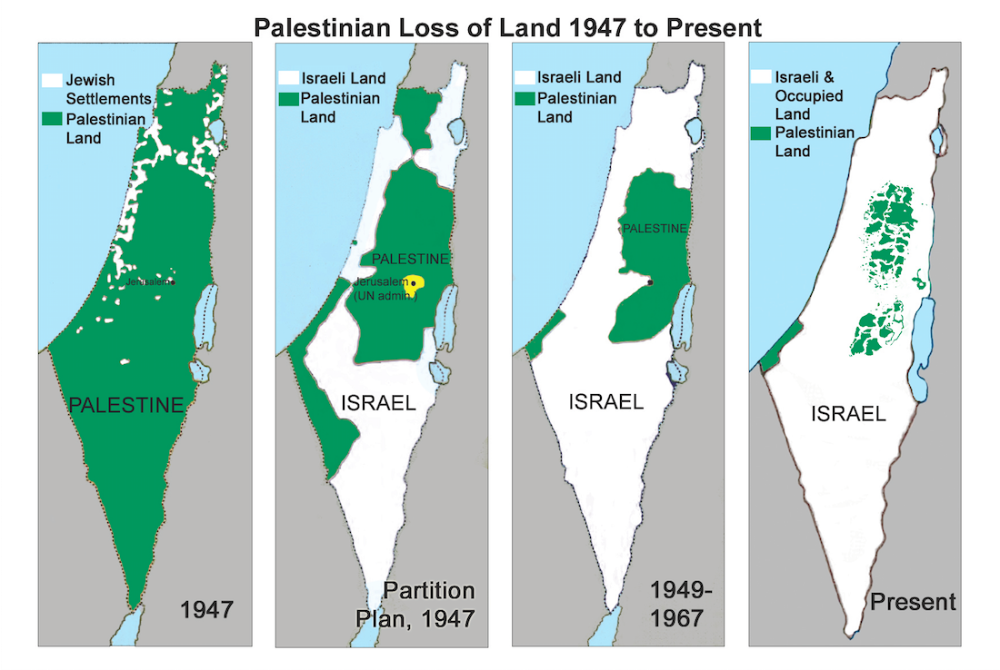 Palestinian Loss of Land 1947 to Present
Jewish
Settlements
Palestinian
Land
Jerusalem
PALESTINE
1947
Israeli Land
Palestinian
Land
PALESTINE
Jerusalem
(UN admin.)
ISRAEL
Partition
Plan, 1947
Israeli Land
Palestinian
Land
PALESTINE
ISRAEL
1949-
1967
Israeli &
Occupied
Land
Palestinian
Land
ISRAEL
Present